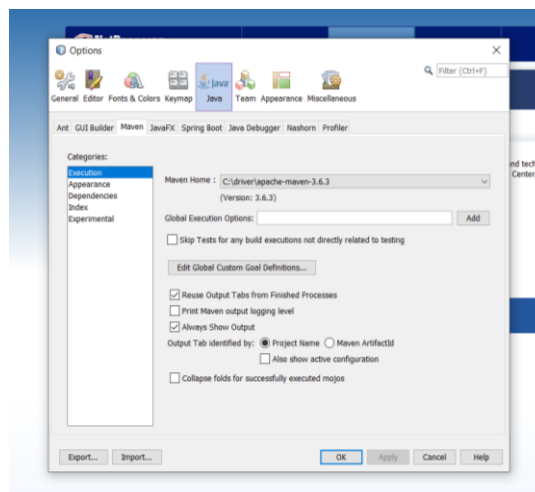 Options
Filter (Ctrl+F)
General Editor Fonts & Colors Keymap Java Team Appearance Miscellaneous
Ant GUI Builder Maven JavaFX Spring Boot Java Debugger Nashorn Profiler
Categories:
Execution
Appearance
Dependencies
Index
Experimental
Maven Home : C:\driver\apache-maven-3.6.3
(Version: 3.6.3)
Global Execution Options: Add
Skip Tests for any build executions not directly related to testing
Edit Global Custom Goal Definitions...
Reuse Output Tabs from Finished Processes
Print Maven output logging level
Always Show Output
Output Tab identified by: Project Name Maven ArtifactId
Also show active configuration
Collapse folds for successfully executed mojos
Export... Import... OK Apply Cancel Help
Center